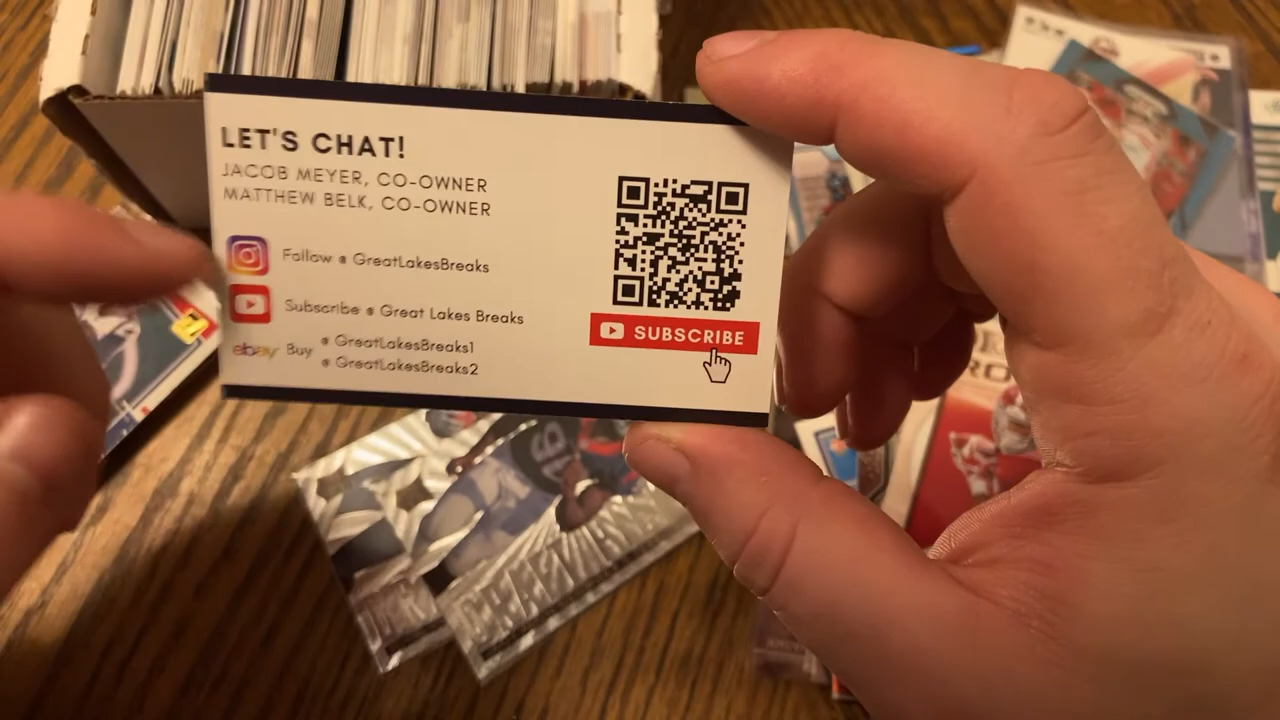 LET'S CHAT!
JACOB MEYER, CO-OWNER
MATTHEW BELK, CO-OWNER
Follow @ GreatLakesBreaks
Subscribe @ Great Lakes Breaks
ebay Buy @ GreatLakesBreaks1
@ GreatLakesBreaks2
SUBSCRIBE